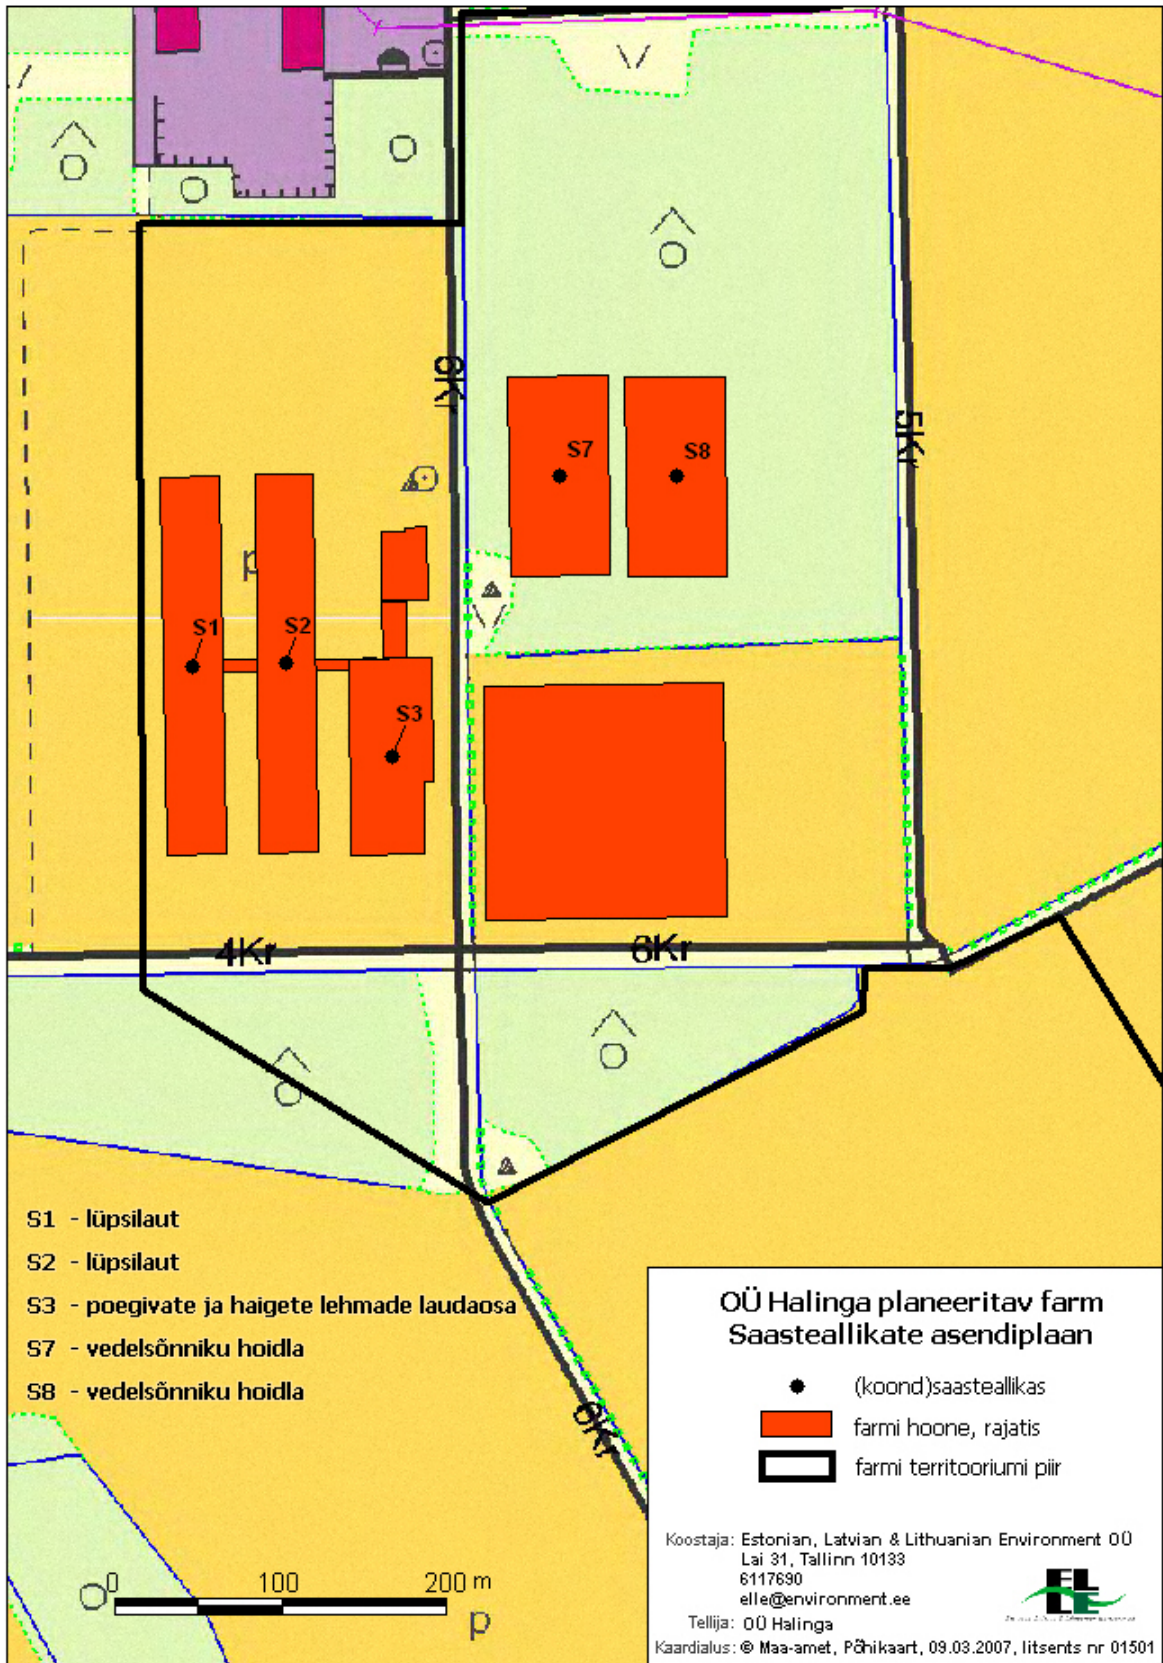 6Kr
5Kr
S7
S8
p
S1
S2
S3
4Kr
6Kr
S1 - lüpsilaut
S2 - lüpsilaut
S3 - poegivate ja haigete lehmade laudaosa
S7 - vedelsõnniku hoidla
S8 - vedelsõnniku hoidla
6Kr
0 100 200 m
p
OÜ Halinga planeeritav farm
Saasteallikate asendiplaan
(koond)saasteallikas
farmi hoone, rajatis
farmi territooriumi piir
Koostaja: Estonian, Latvian & Lithuanian Environment OÜ
Lai 31, Tallinn 10133
6117690
elle@environment.ee
ELLE
Tellija: OÜ Halinga
Kaardialus: © Maa-amet, Põhikaart, 09.03.2007, litsents nr 01501